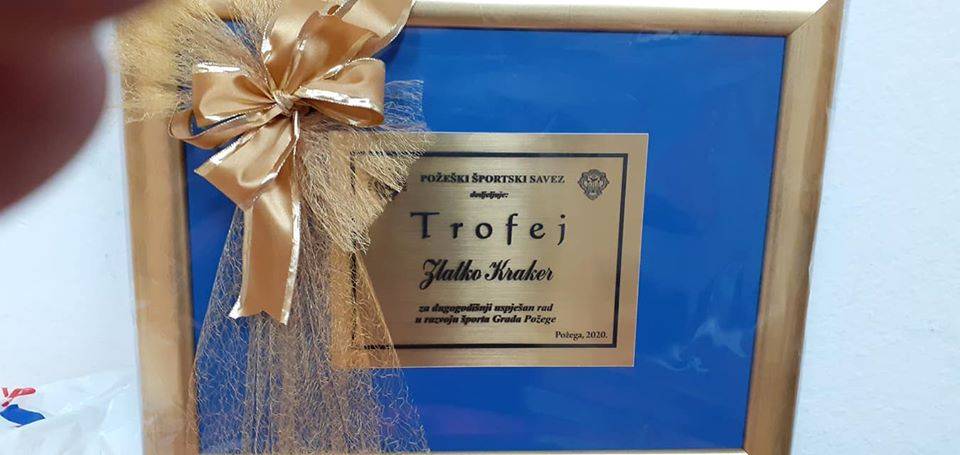 POŽEŠKI ŠPORTSKI SAVEZ
dodjeljuje:
Trofej
Zlatko Kraker
za dugogodišnji uspješan rad
u razvoju športa Grada Požege
Požega, 2020.